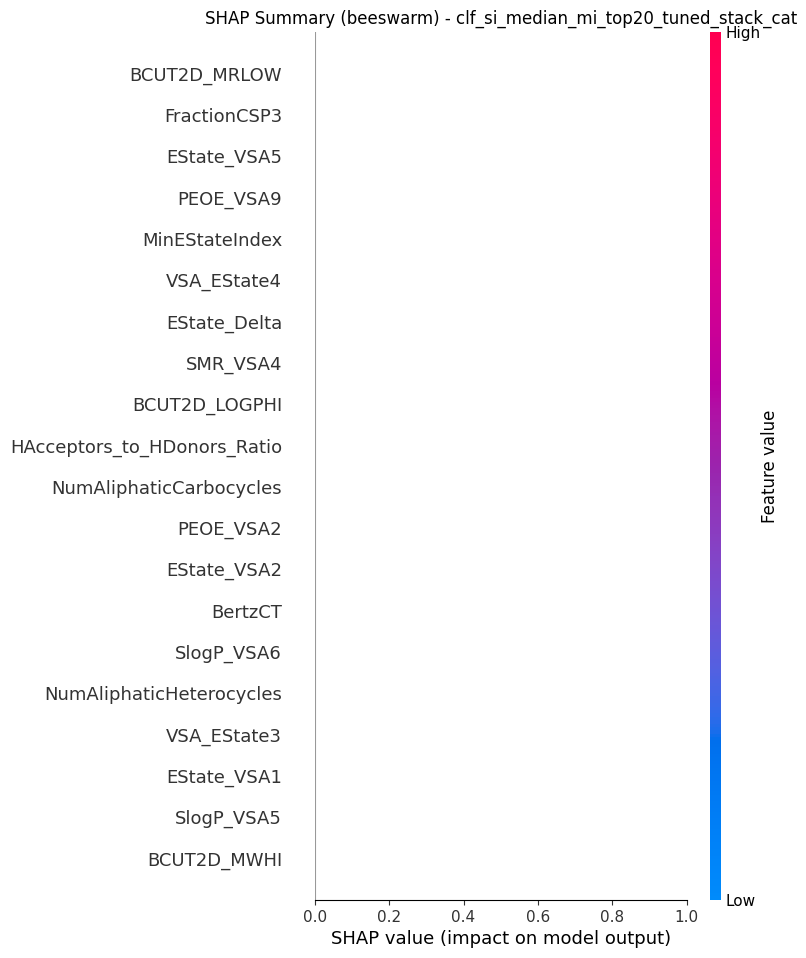 SHAP Summary (beeswarm) - clf_si_median_mi_top20_tuned_stack_cat
High
BCUT2D_MRLOW
FractionCSP3
EState_VSA5
PEOE_VSA9
MinEStateIndex
VSA_EState4
EState_Delta
SMR_VSA4
BCUT2D_LOGPHI
HAcceptors_to_HDonors_Ratio
NumAliphaticCarbocycles
PEOE_VSA2
EState_VSA2
BertzCT
SlogP_VSA6
NumAliphaticHeterocycles
VSA_EState3
EState_VSA1
SlogP_VSA5
BCUT2D_MWHI
Feature value
Low
0.0 0.2 0.4 0.6 0.8 1.0
SHAP value (impact on model output)